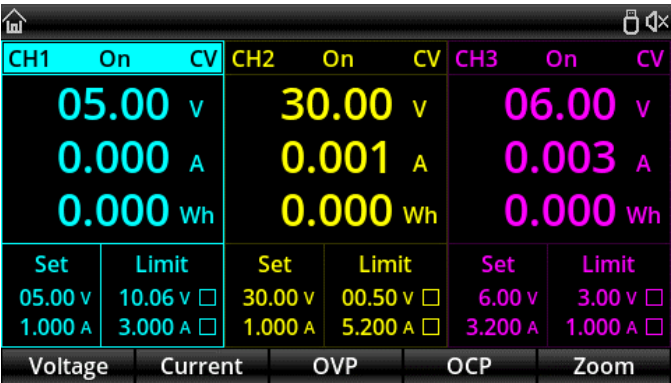 CH1 On CV CH2 On CV CH3 On CV
05.00 V 30.00 V 06.00 V
0.000 A 0.001 A 0.003 A
0.000 Wh 0.000 Wh 0.000 Wh
Set Limit Set Limit Set Limit
05.00 V 10.06 V 30.00 V 00.50 V 6.00 V 3.00 V
1.000 A 3.000 A 1.000 A 5.200 A 3.200 A 1.000 A
Voltage Current OVP OCP Zoom